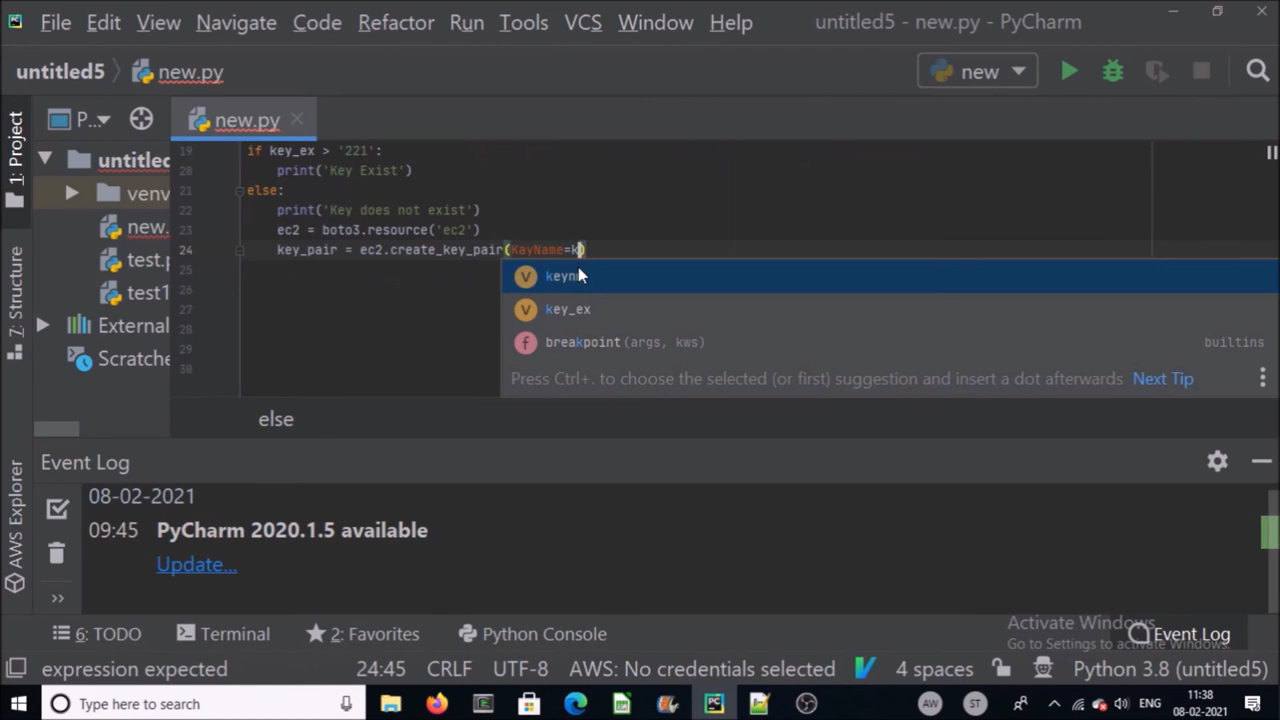 File Edit View Navigate Code Refactor Run Tools VCS Window Help untitled5 - new.py - PyCharm
untitled5 new.py new
1: Project P... new.py
untitled
venv
new.
test.p
test1
External
Scratche
7: Structure
19 if key_ex > '221':
20 print('Key Exist')
21 else:
22 print('Key does not exist')
23 ec2 = boto3.resource('ec2')
24 key_pair = ec2.create_key_pair(KayName=k)
25
26
27
28
29
30
key_ex
breakpoint(args, kws) builtins
Press Ctrl+. to choose the selected (or first) suggestion and insert a dot afterwards Next Tip
else
Event Log
AWS Explorer
08-02-2021
09:45 PyCharm 2020.1.5 available
Update...
Activate Windows
Go to Settings to activate Windows.
6: TODO Terminal 2: Favorites Python Console Event Log
expression expected 24:45 CRLF UTF-8 AWS: No credentials selected 4 spaces Python 3.8 (untitled5)
Type here to search AW ST ENG 11:38
08-02-2021